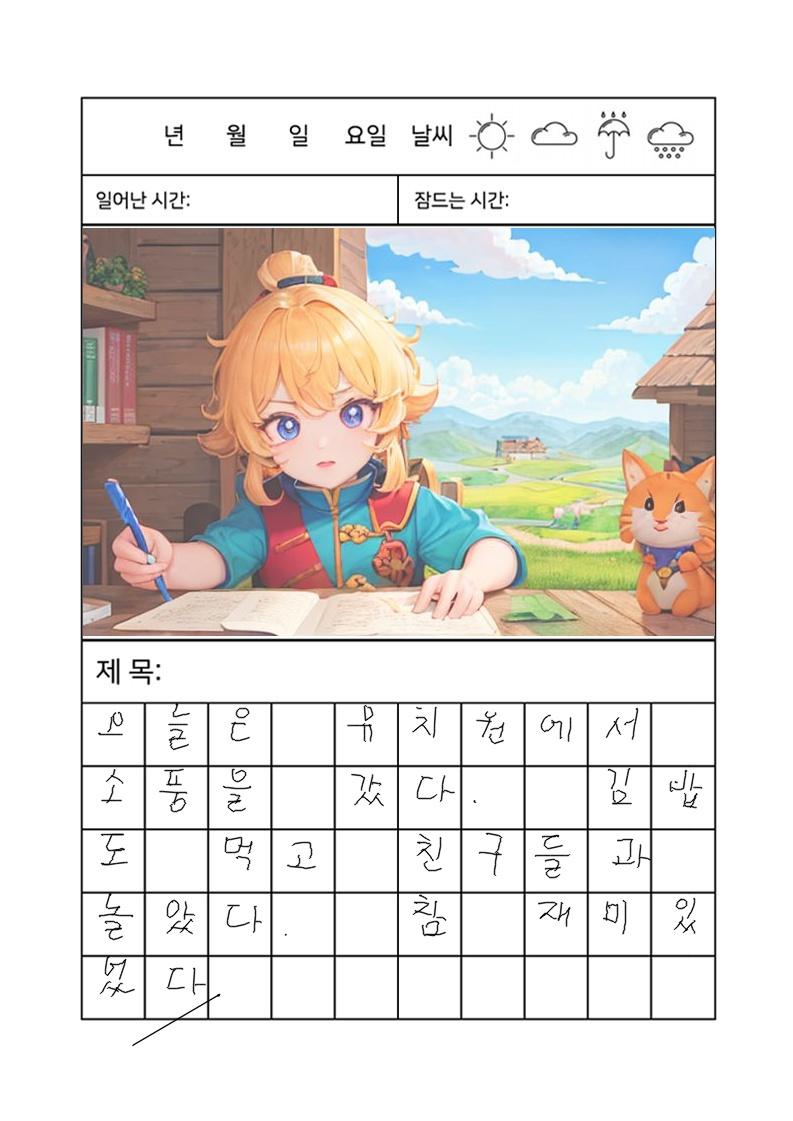 년 월 일 요일 날씨
일어난 시간: 잠드는 시간:
제 목:
오늘은 유치원에서
소풍을 갔다. 김밥
도 먹고 친구들과
놀았다. 참 재미있
었다